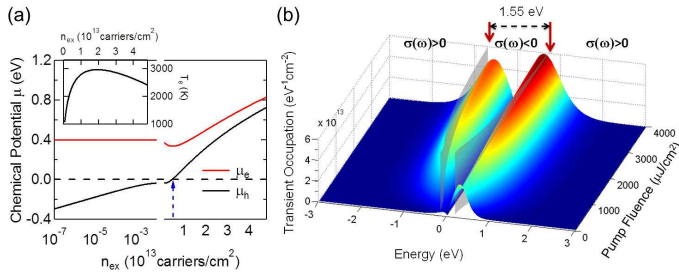 (a)
n_ex (10^13 carriers/cm^2)
0 2 4
3000
2000
1000
T_e (K)
1.2
0.8
0.4
0.0
-0.4
Chemical Potential μ (eV)
μ_e
μ_h
10^-7 10^-5 10^-3 1 2 3 4
n_ex (10^13 carriers/cm^2)
(b)
1.55 eV
σ(ω)>0 σ(ω)<0 σ(ω)>0
x 10^13
6
5
4
3
2
1
0
Transient Occupation (eV^-1cm^-2)
-3 -2 -1 0 1 2 3
Energy (eV)
0
1000
2000
3000
4000
Pump Fluence (μJ/cm^2)